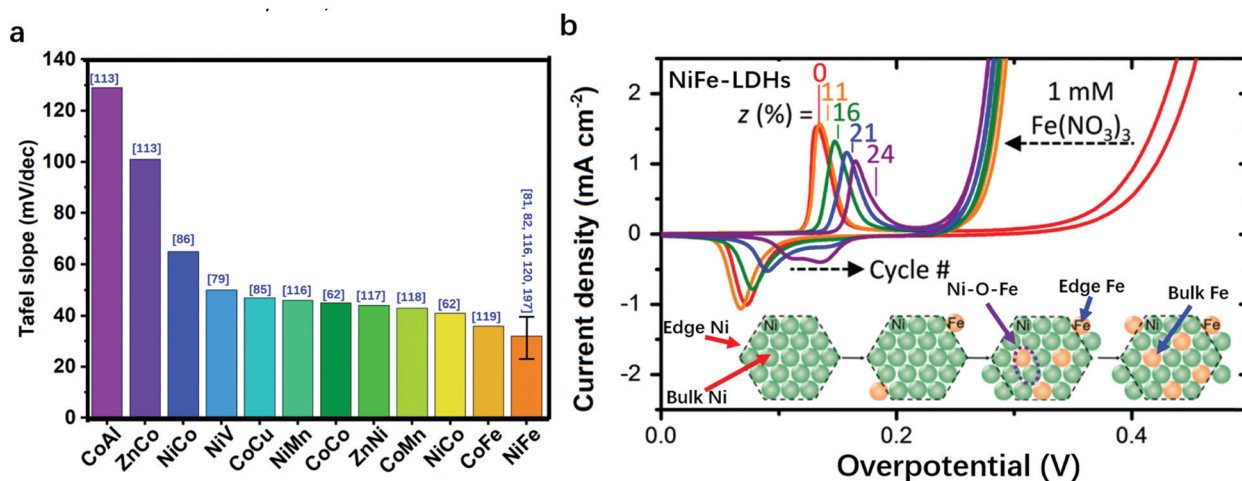 a
Tafel slope (mV/dec)
140
120
100
80
60
40
20
0
[113]
[113]
[86]
[79]
[85]
[116]
[62]
[117]
[118]
[62]
[119]
[81, 82, 116, 120, 197]
CoAl
ZnCo
NiCo
NiV
CoCu
NiMn
CoCo
ZnNi
CoMn
NiCo
CoFe
NiFe
b
Current density (mA cm⁻²)
2
1
0
-1
-2
NiFe-LDHs
z (%) =
0
11
16
21
24
1 mM
Fe(NO₃)₃
Cycle #
Ni-O-Fe
Edge Fe
Bulk Fe
Edge Ni
Bulk Ni
Ni
Ni
Fe
Ni
Fe
Ni
Fe
0.0
0.2
0.4
Overpotential (V)